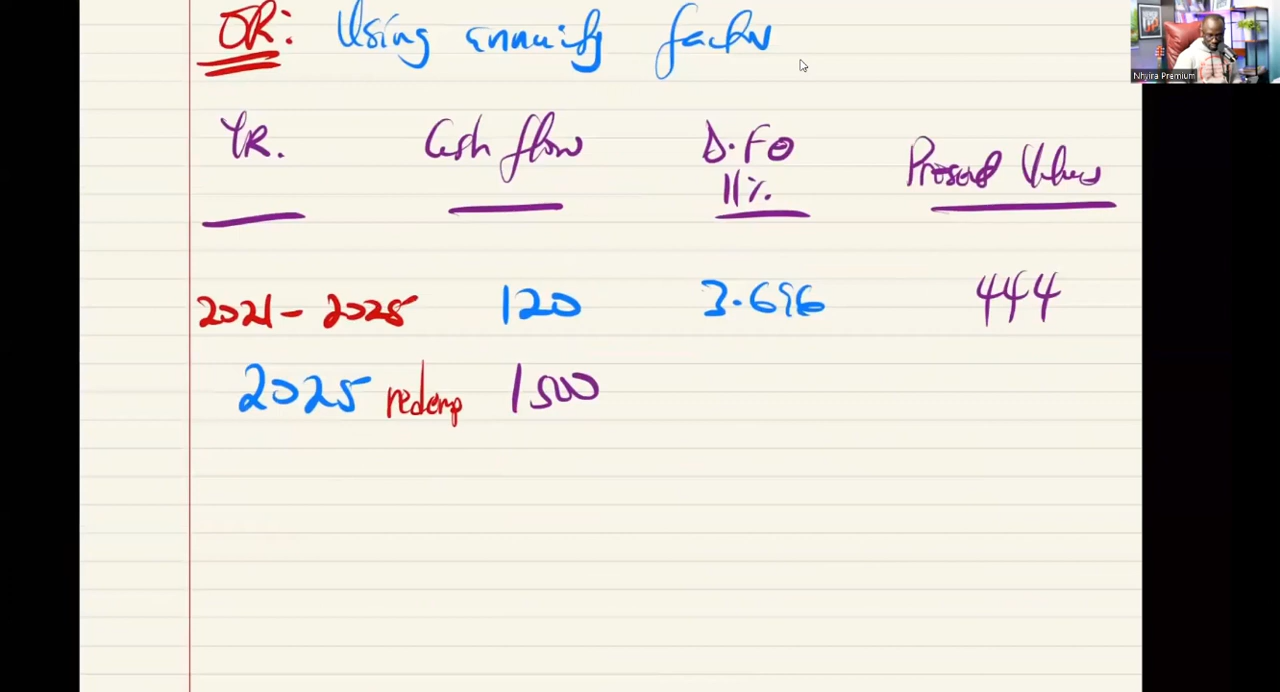 OR: Using annuity factor
Nhyira Premium
YR. Cash flow D.F@ 11% Present Values
2021 - 2025 120 3.696 444
2025 redemp 1500